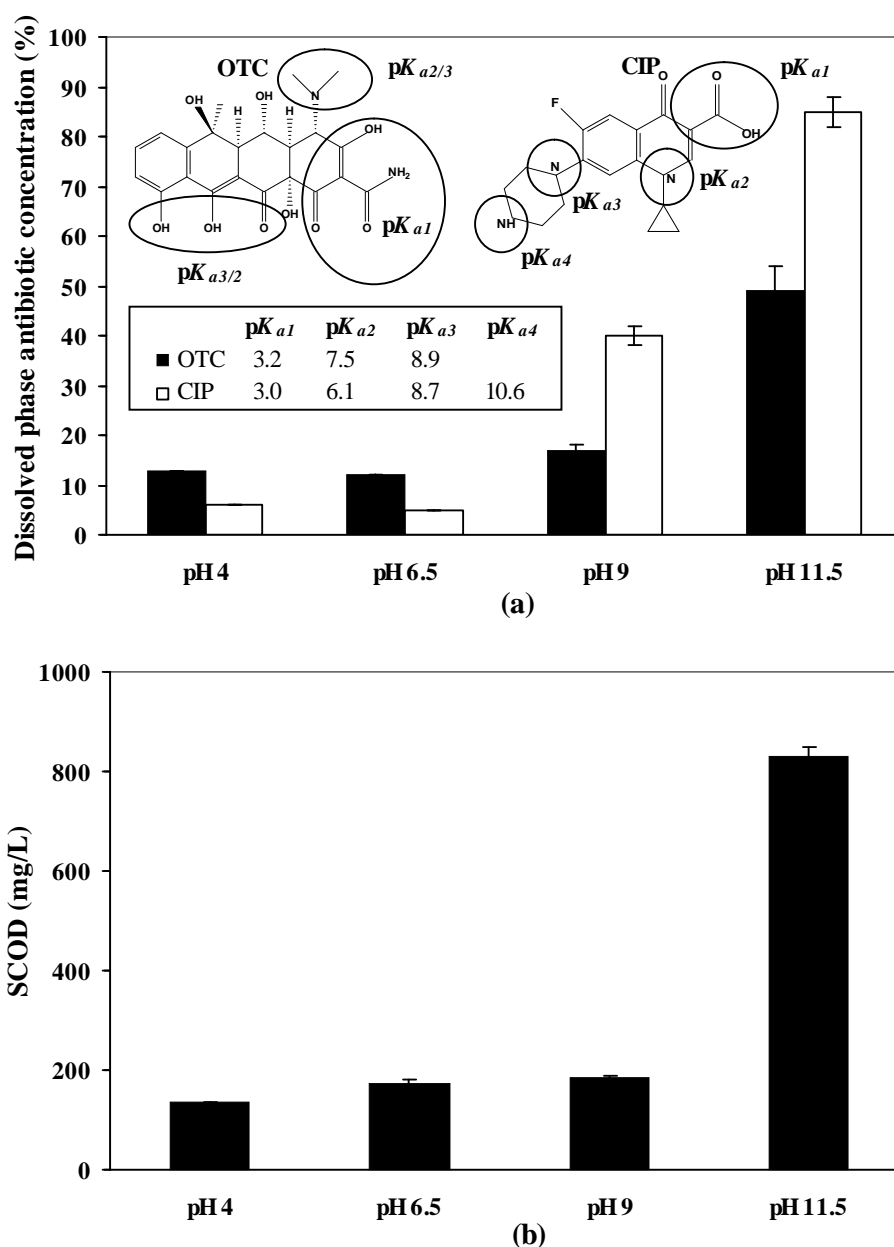 Dissolved phase antibiotic concentration (%)
100
90
80
70
60
50
40
30
20
10
0
OTC
pKa2/3
OH
H
OH
H
N
OH
NH2
OH
OH
O
OH
O
O
pKa1
pKa3/2
CIP
pKa1
O
O
F
OH
N
N
pKa2
pKa3
NH
pKa4
pKa1 pKa2 pKa3 pKa4
OTC 3.2 7.5 8.9
CIP 3.0 6.1 8.7 10.6
pH 4 pH 6.5 pH 9 pH 11.5
(a)
SCOD (mg/L)
1000
800
600
400
200
0
pH 4 pH 6.5 pH 9 pH 11.5
(b)